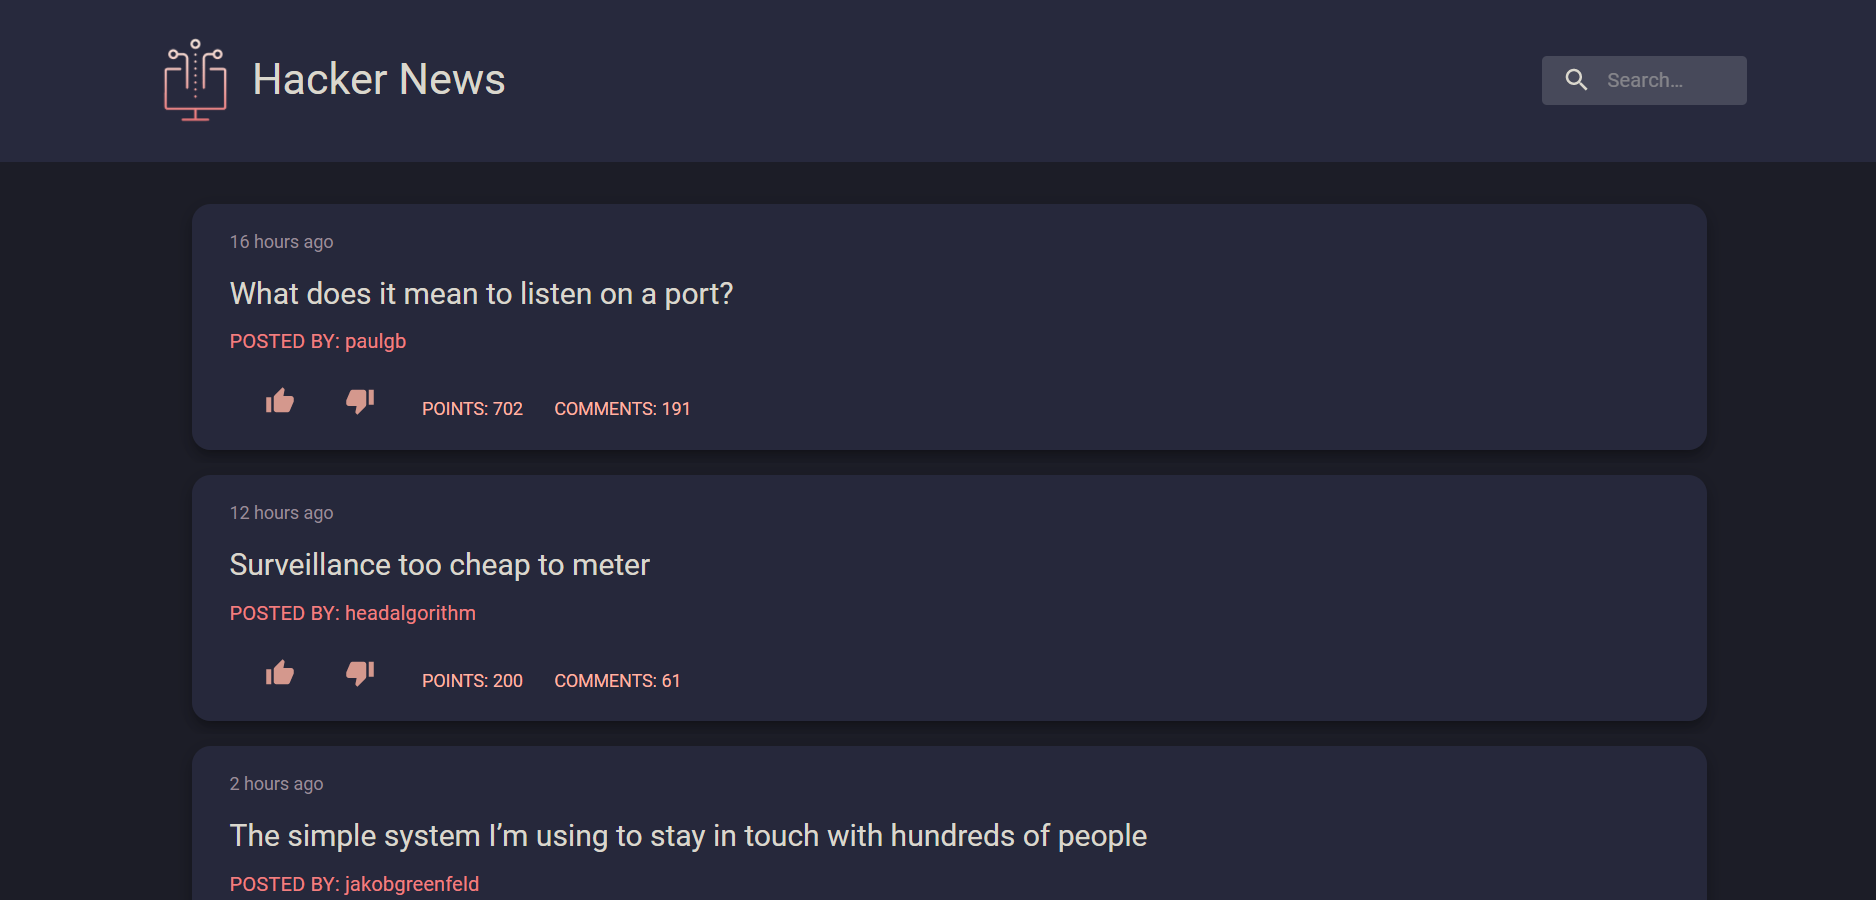 Hacker News
Search...
16 hours ago
What does it mean to listen on a port?
POSTED BY: paulgb
POINTS: 702 COMMENTS: 191
12 hours ago
Surveillance too cheap to meter
POSTED BY: headalgorithm
POINTS: 200 COMMENTS: 61
2 hours ago
The simple system I’m using to stay in touch with hundreds of people
POSTED BY: jakobgreenfeld